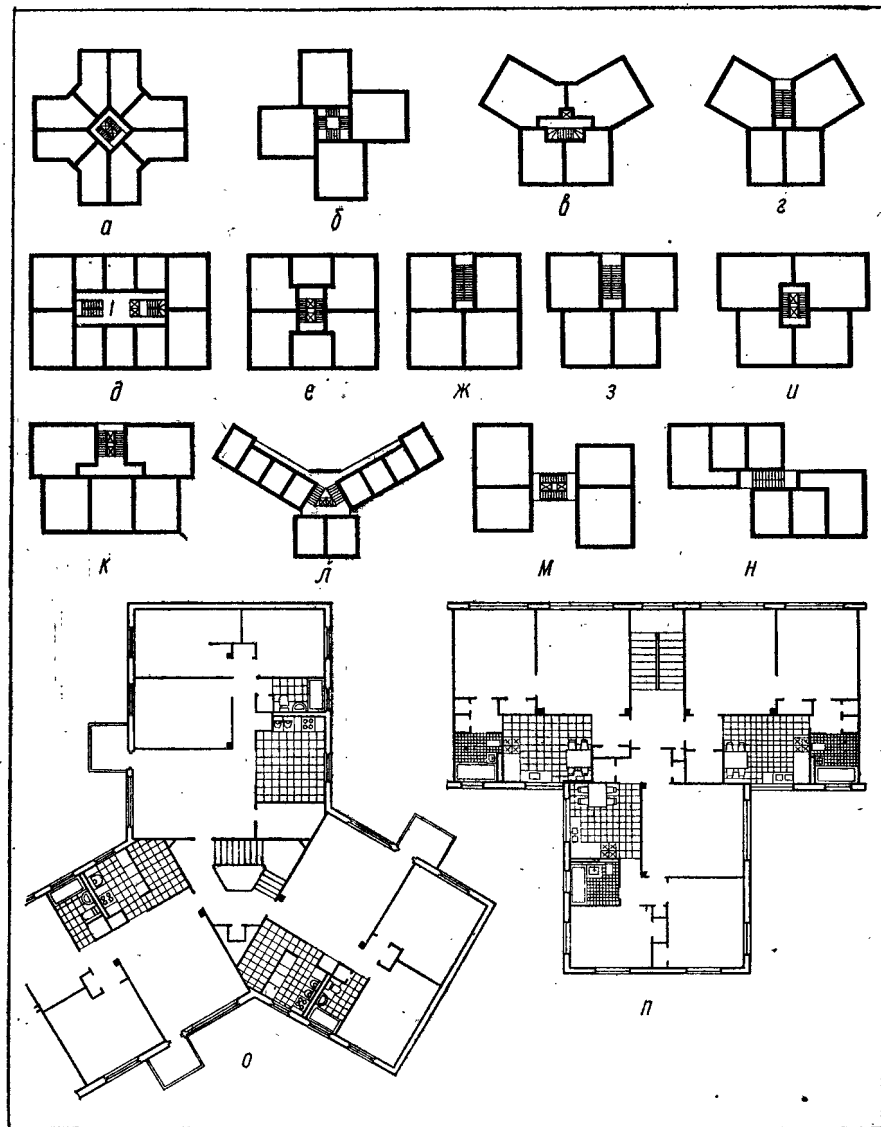 а б в г
д е ж з и
к л м н
о п